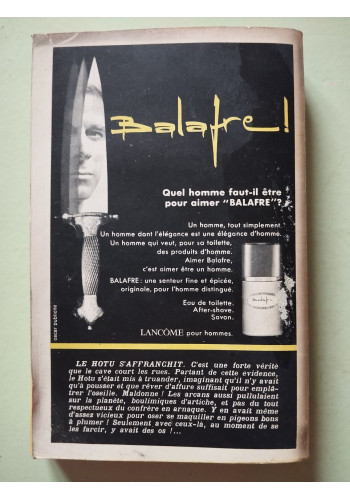 Balafre!
Quel homme faut-il être
pour aimer "BALAFRE"?
Un homme, tout simplement
Un homme dont l'élégance est une élégance d'homme.
Un homme qui veut, pour sa toilette,
des produits d'homme.
Aimer Balafre,
c'est aimer être un homme.
BALAFRE: une senteur fine et épicée,
originale, pour l'homme distingué.
Eau de toilette.
After-shave.
Savon.
Balafre
LANCÔME pour hommes.
oscar publicité
LE HOTU S'AFFRANCHIT. C'est une forte vérité
que le cave court les rues. Partant de cette évidence,
le Hotu s'était mis à truander, imaginant qu'il n'y avait
qu'à pousser et que rêver d'affure suffisait pour emplâ-
trer l'oseille. Maldonne! Les arcans aussi pullulaient
sur la planète, boulimiques d'artiche, et pas du tout
respectueux du confrère en arnaque. Y en avait même
d'assez vicieux pour oser se maquiller en pigeons bons
à plumer! Seulement avec ceux-là, au moment de se
les farcir, y avait des os!...